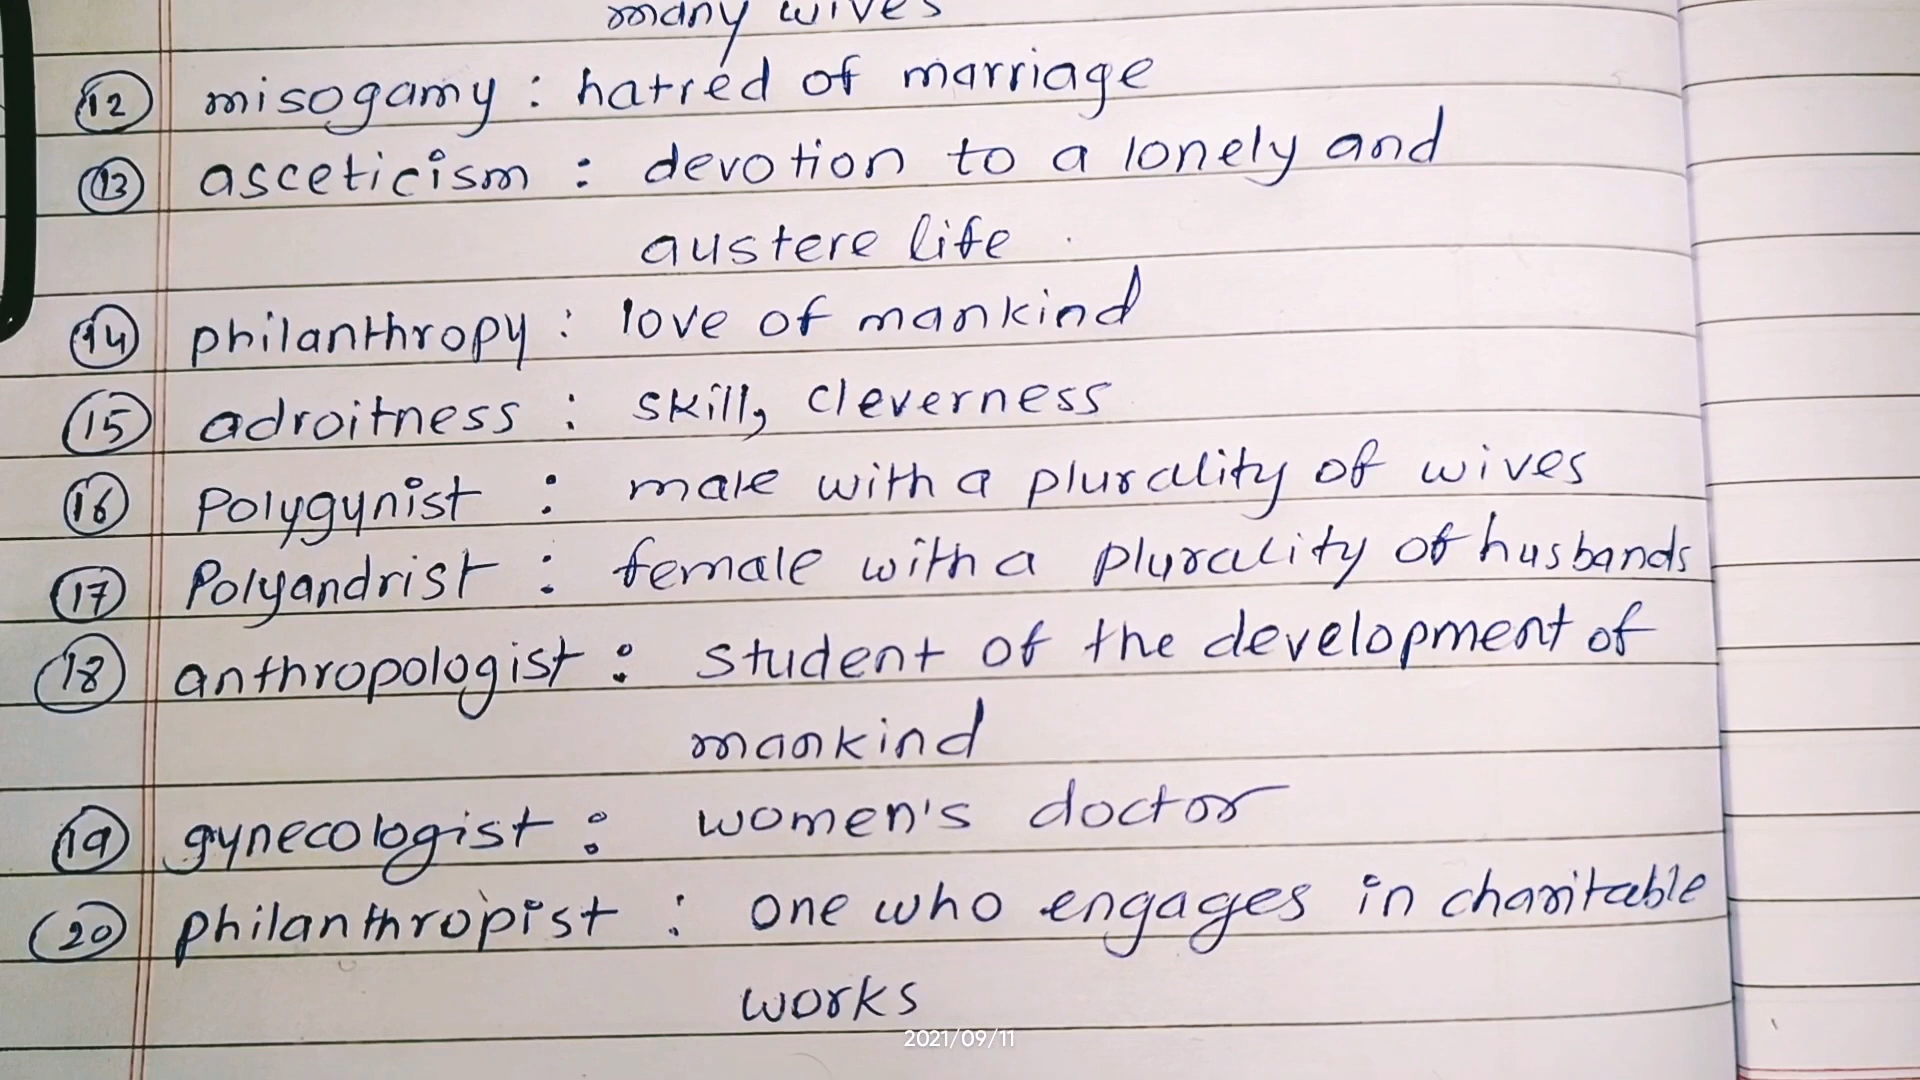 many wives
12 misogamy : hatred of marriage
13 asceticism : devotion to a lonely and
austere life
14 philanthropy : love of mankind
15 adroitness : skill, cleverness
16 Polygynist : male with a plurality of wives
17 Polyandrist : female with a plurality of husbands
18 anthropologist : student of the development of
mankind
19 gynecologist : women's doctor
20 philanthropist : one who engages in charitable
works
2021/09/11